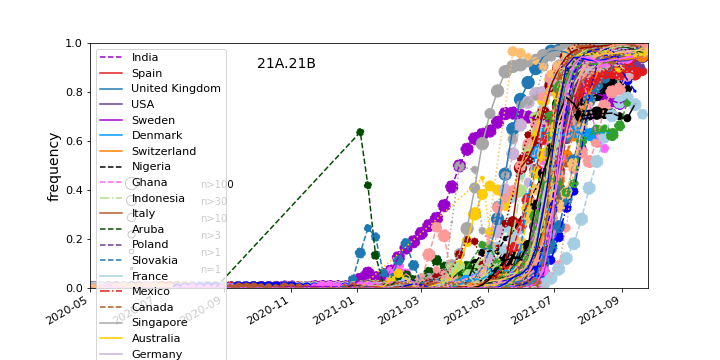 21A.21B
frequency
1.0
0.8
0.6
0.4
0.2
0.0
India
Spain
United Kingdom
USA
Sweden
Denmark
Switzerland
Nigeria
Ghana
Indonesia
Italy
Aruba
Poland
Slovakia
France
Mexico
Canada
Singapore
Australia
Germany
n>100
n>30
n>10
n>3
n>1
n=1
2020-05
2020-07
2020-09
2020-11
2021-01
2021-03
2021-05
2021-07
2021-09